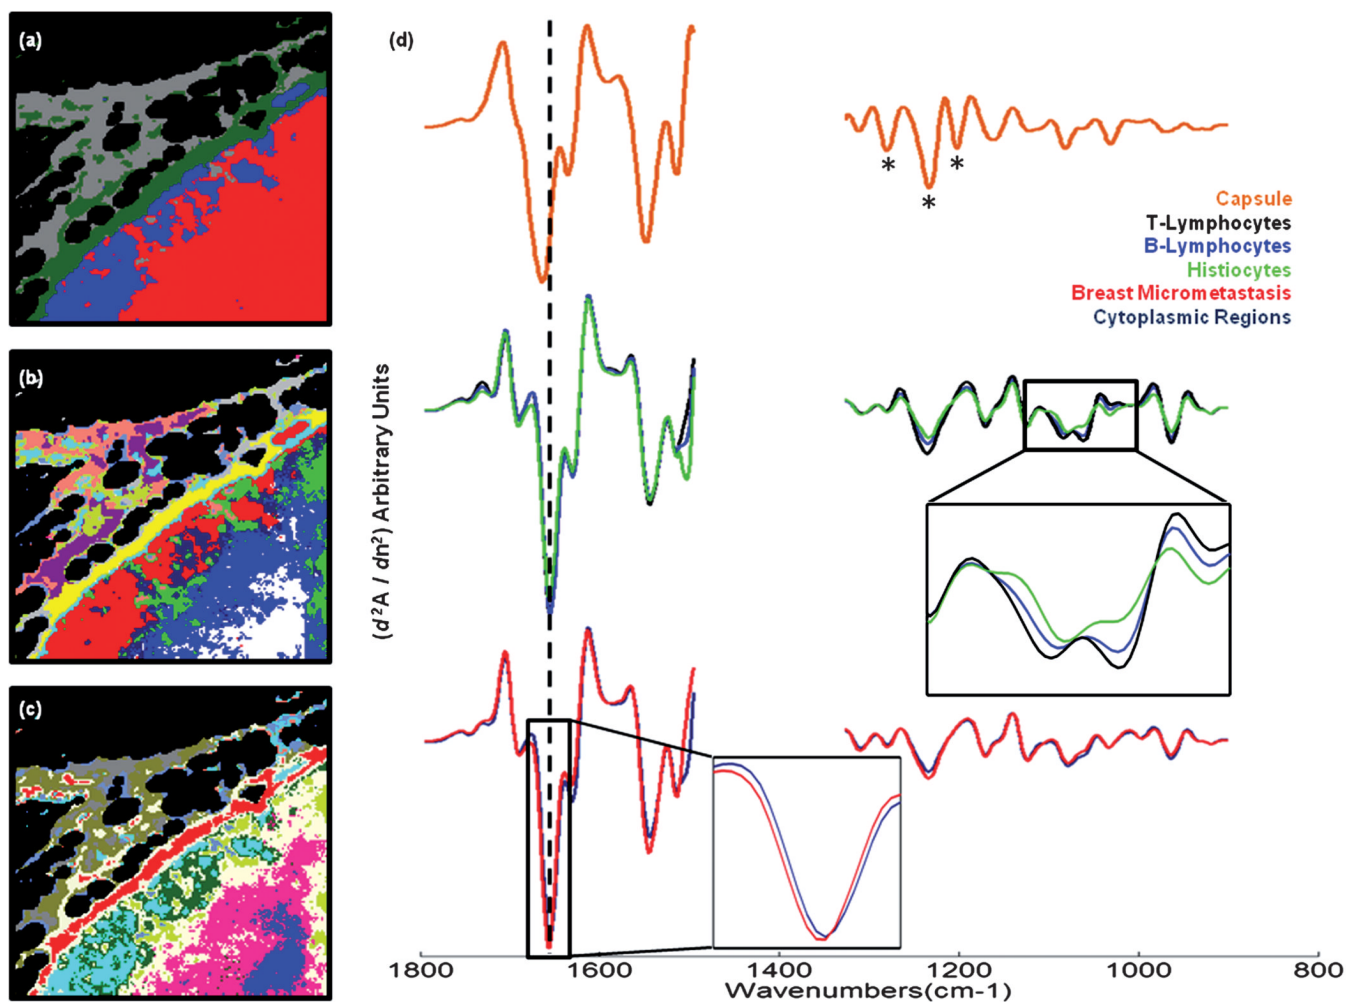 (a)
(b)
(c)
(d)
* * *
Capsule
T-Lymphocytes
B-Lymphocytes
Histiocytes
Breast Micrometastasis
Cytoplasmic Regions
(d²A / dn²) Arbitrary Units
1800 1600 1400 1200 1000 800
Wavenumbers(cm-1)